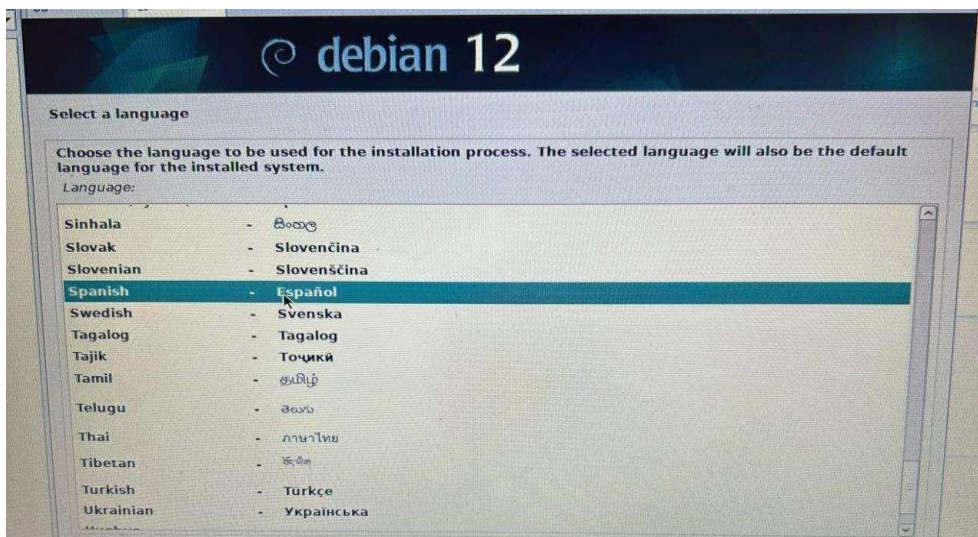 debian 12
Select a language
Choose the language to be used for the installation process. The selected language will also be the default
language for the installed system.
Language:
Sinhala - සිංහල
Slovak - Slovenčina
Slovenian - Slovenščina
Spanish - Español
Swedish - Svenska
Tagalog - Tagalog
Tajik - Тоҷикӣ
Tamil - தமிழ்
Telugu - తెలుగు
Thai - ภาษาไทย
Tibetan -
Turkish - Türkçe
Ukrainian - Українська